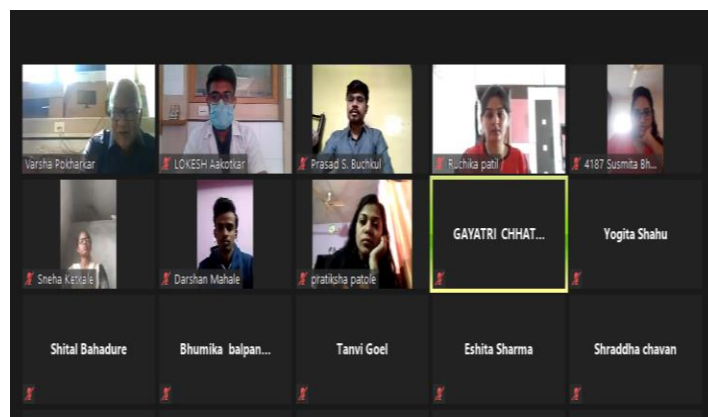 Varsha Pokharkar
LOKESH Aakotkar
Prasad S. Buchkul
Ruchika patil
4187 Susmita Bh...
Sneha Ketkale
Darshan Mahale
pratiksha patole
GAYATRI CHHAT...
Yogita Shahu
Shital Bahadure
Bhumika balpan...
Tanvi Goel
Eshita Sharma
Shraddha chavan